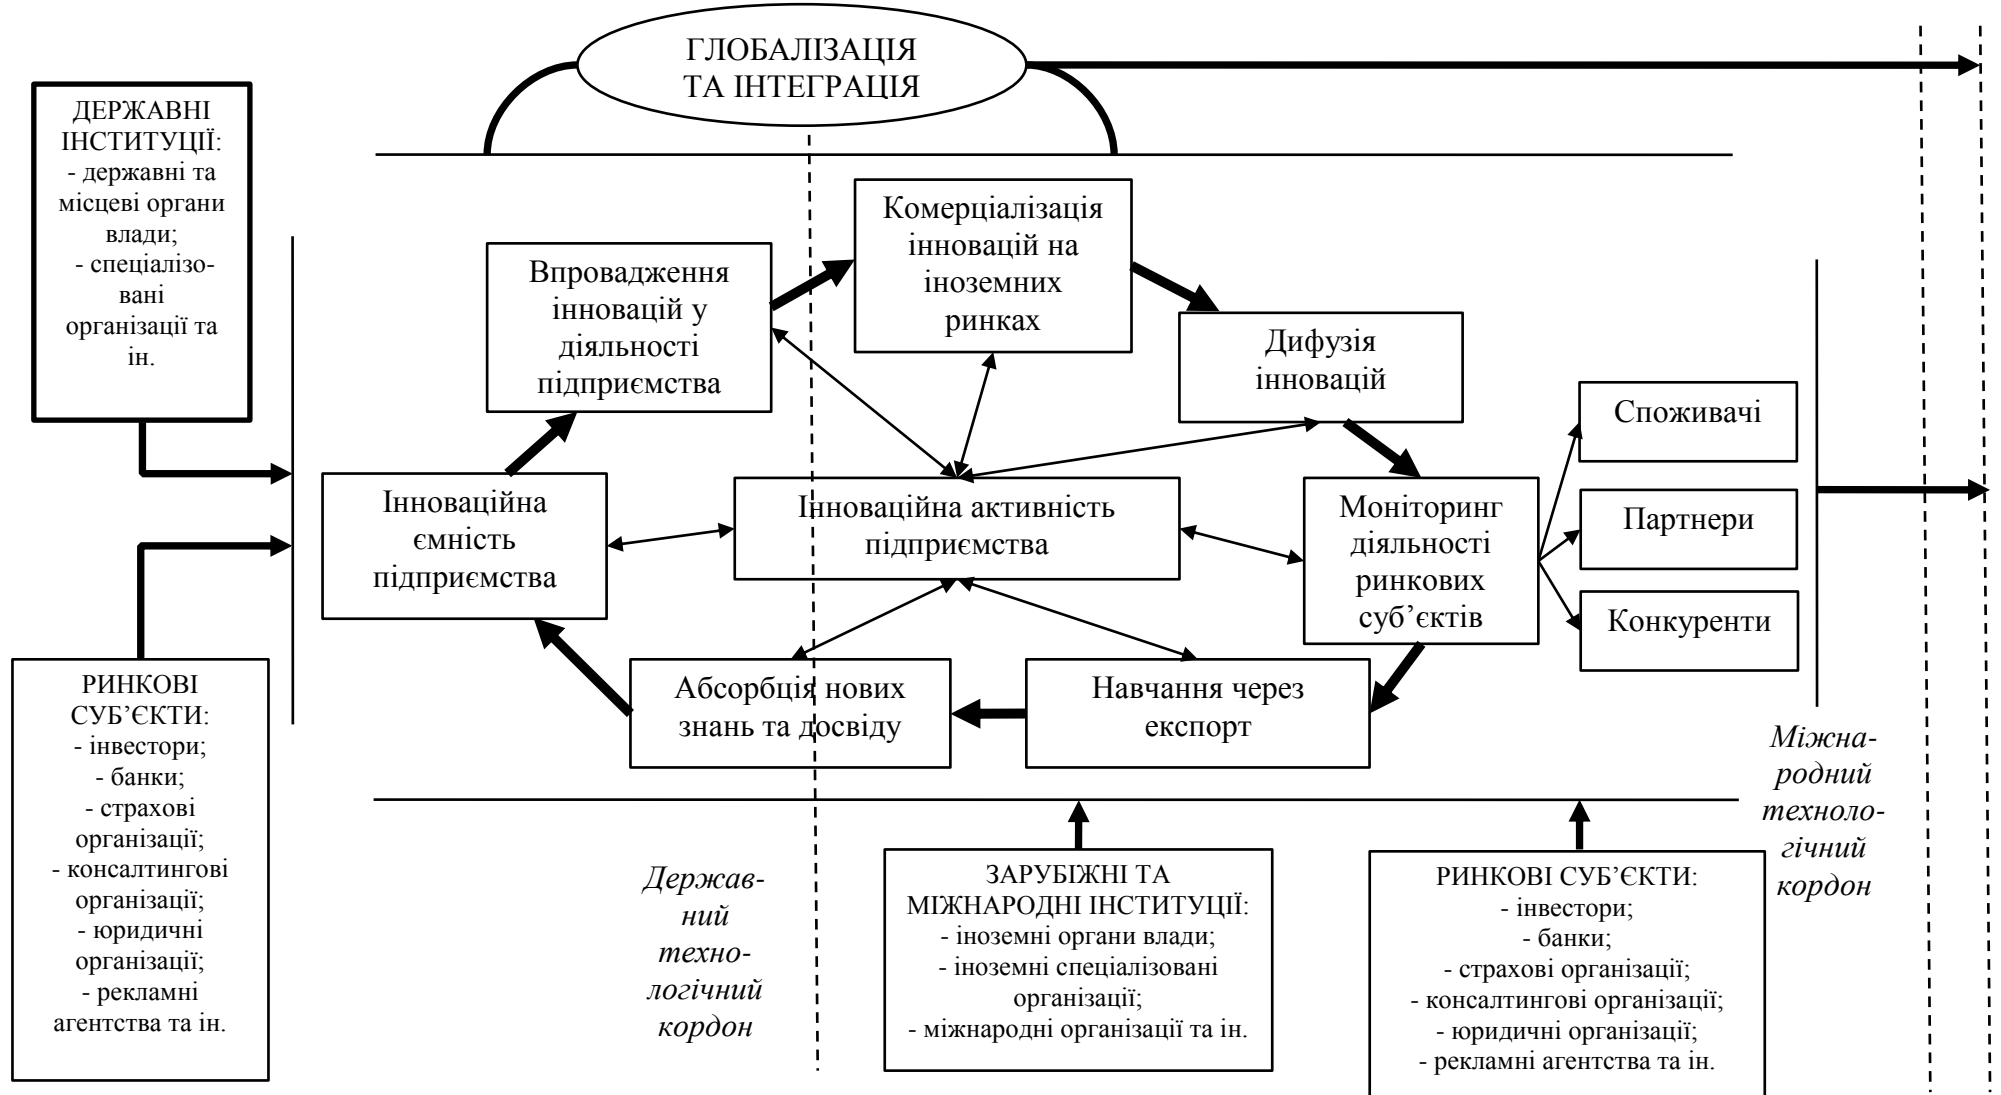 ГЛОБАЛІЗАЦІЯ
ТА ІНТЕГРАЦІЯ
ДЕРЖАВНІ
ІНСТИТУЦІЇ:
- державні та
місцеві органи
влади;
- спеціалізо-
вані
організації та
ін.
Комерціалізація
інновацій на
іноземних
ринках
Впровадження
інновацій у
діяльності
підприємства
Дифузія
інновацій
Споживачі
Інноваційна
ємність
підприємства
Інноваційна активність
підприємства
Моніторинг
діяльності
ринкових
суб’єктів
Партнери
Конкуренти
РИНКОВІ
СУБ’ЄКТИ:
- інвестори;
- банки;
- страхові
організації;
- консалтингові
організації;
- юридичні
організації;
- рекламні
агентства та ін.
Абсорбція нових
знань та досвіду
Навчання через
експорт
Міжна-
родний
техноло-
гічний
кордон
Держав-
ний
техно-
логічний
кордон
ЗАРУБІЖНІ ТА
МІЖНАРОДНІ ІНСТИТУЦІЇ:
- іноземні органи влади;
- іноземні спеціалізовані
організації;
- міжнародні організації та ін.
РИНКОВІ СУБ’ЄКТИ:
- інвестори;
- банки;
- страхові організації;
- консалтингові організації;
- юридичні організації;
- рекламні агентства та ін.